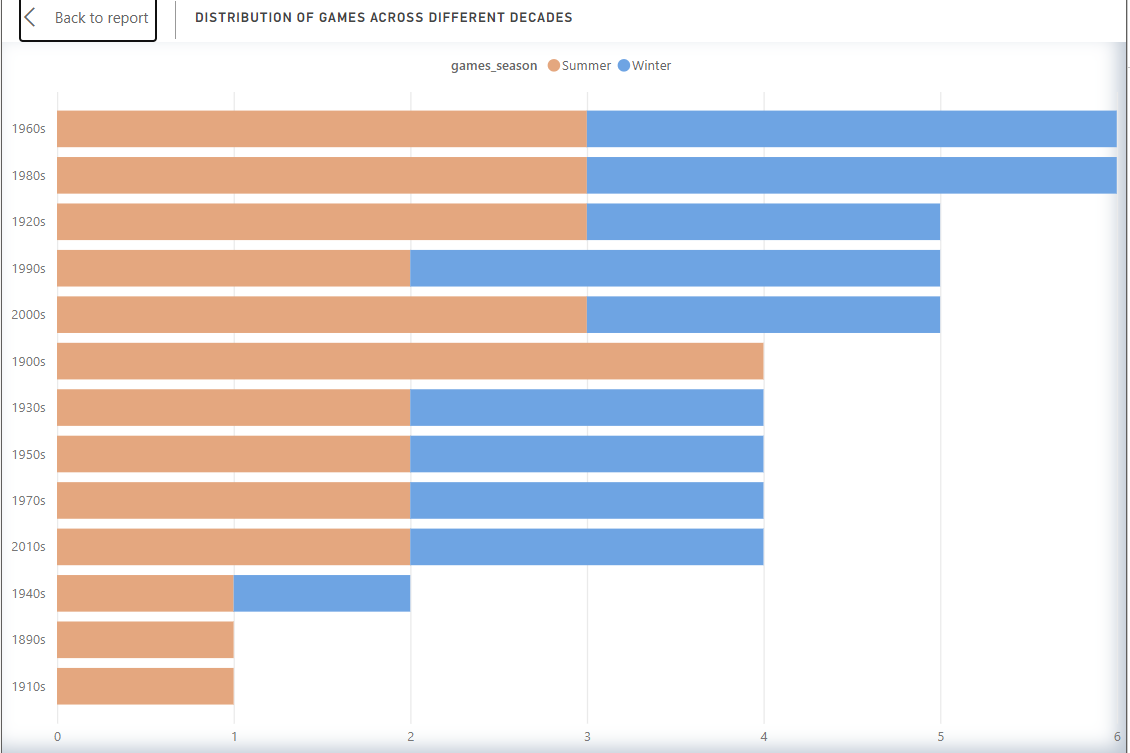 Back to report
DISTRIBUTION OF GAMES ACROSS DIFFERENT DECADES
games_season Summer Winter
1960s
1980s
1920s
1990s
2000s
1900s
1930s
1950s
1970s
2010s
1940s
1890s
1910s
0 1 2 3 4 5 6